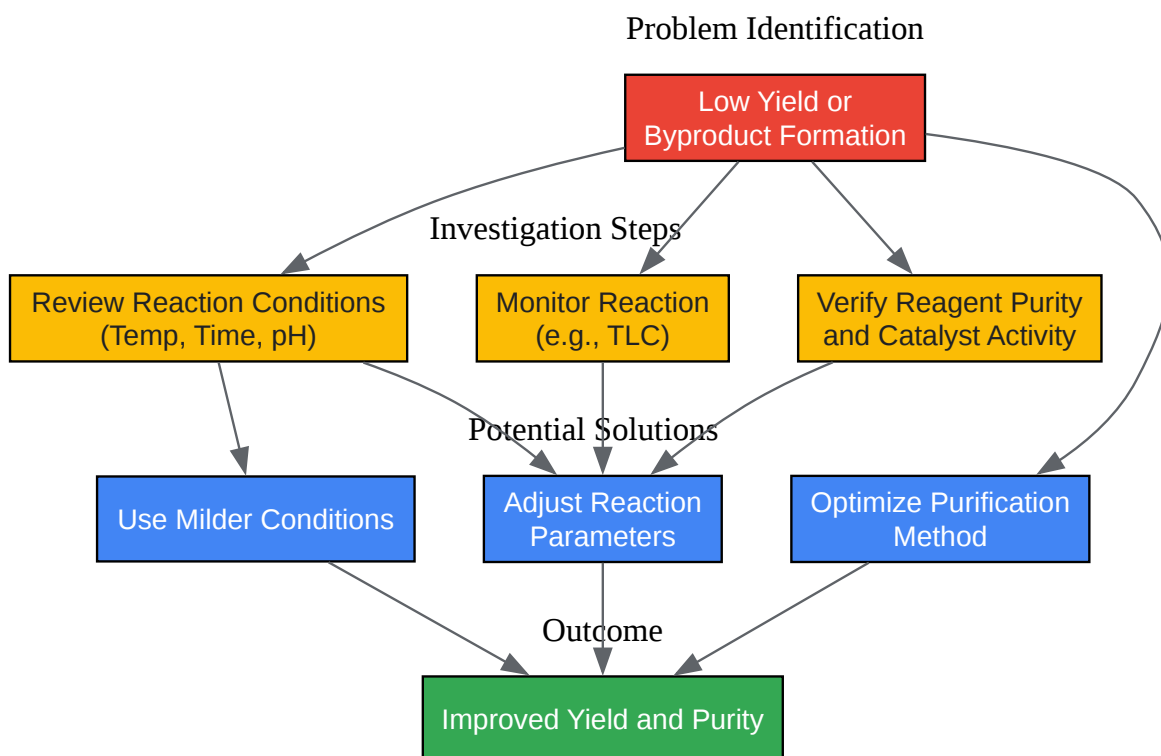 Problem Identification
Low Yield or
Byproduct Formation
Investigation Steps
Review Reaction Conditions
(Temp, Time, pH)
Monitor Reaction
(e.g., TLC)
Verify Reagent Purity
and Catalyst Activity
Potential Solutions
Use Milder Conditions
Adjust Reaction
Parameters
Optimize Purification
Method
Outcome
Improved Yield and Purity